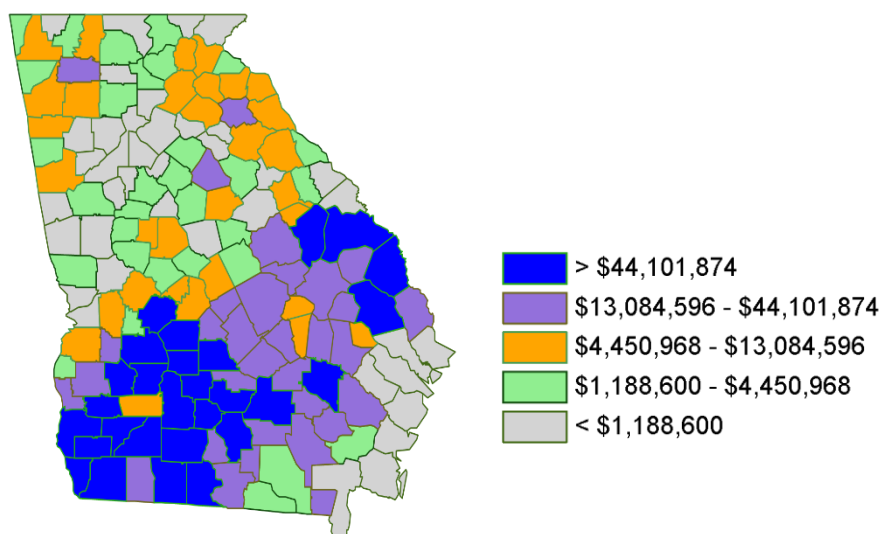 > $44,101,874
$13,084,596 - $44,101,874
$4,450,968 - $13,084,596
$1,188,600 - $4,450,968
< $1,188,600